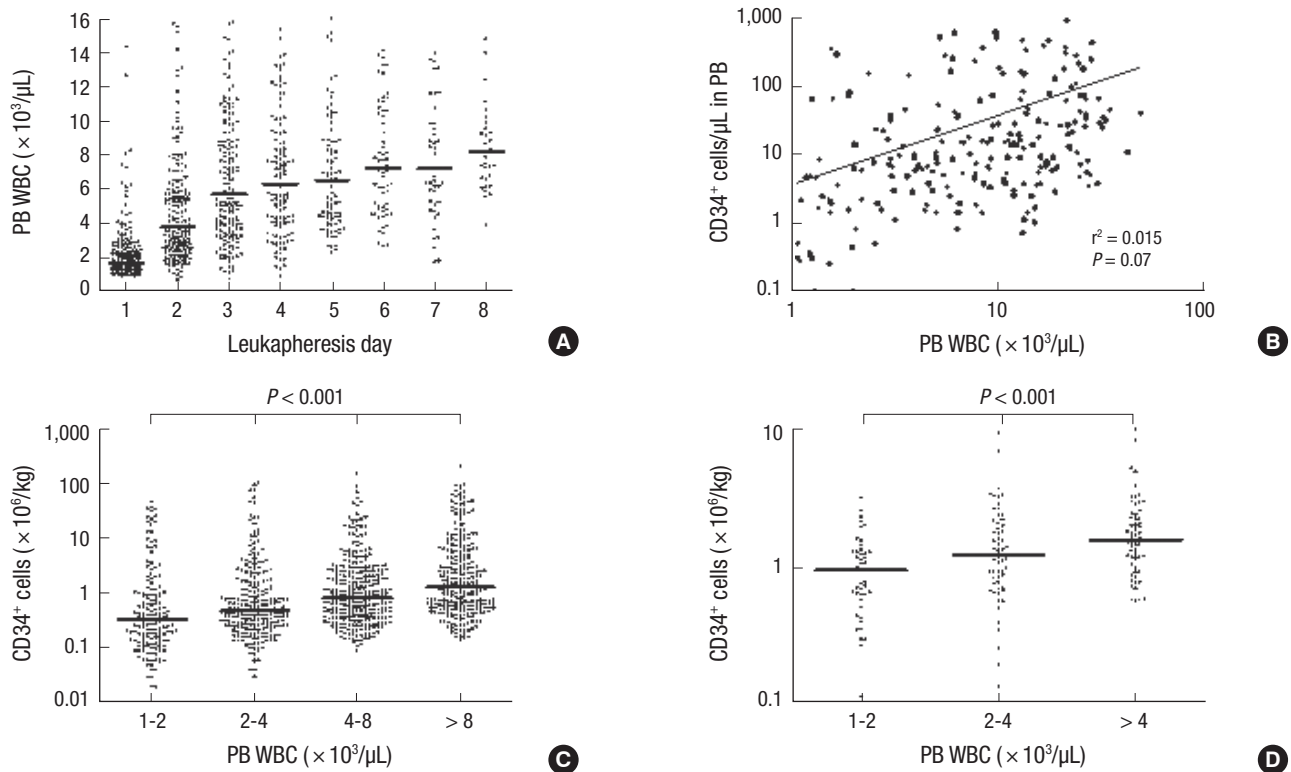 16
14
12
10
8
6
4
2
0
PB WBC (×10³/μL)
1 2 3 4 5 6 7 8
Leukapheresis day
A
1,000
100
10
1
0.1
CD34⁺ cells/μL in PB
r² = 0.015
P = 0.07
1 10 100
PB WBC (×10³/μL)
B
P < 0.001
1,000
100
10
1
0.1
0.01
CD34⁺ cells (×10⁶/kg)
1-2 2-4 4-8 > 8
PB WBC (×10³/μL)
C
P < 0.001
10
1
0.1
CD34⁺ cells (×10⁶/kg)
1-2 2-4 > 4
PB WBC (×10³/μL)
D